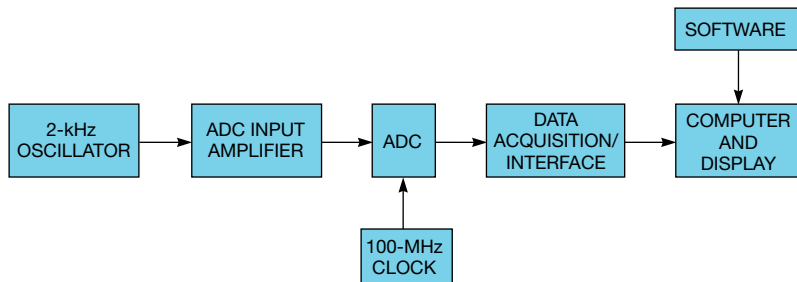 SOFTWARE
2-kHz
OSCILLATOR
ADC INPUT
AMPLIFIER
ADC
DATA
ACQUISITION/
INTERFACE
COMPUTER
AND
DISPLAY
100-MHz
CLOCK